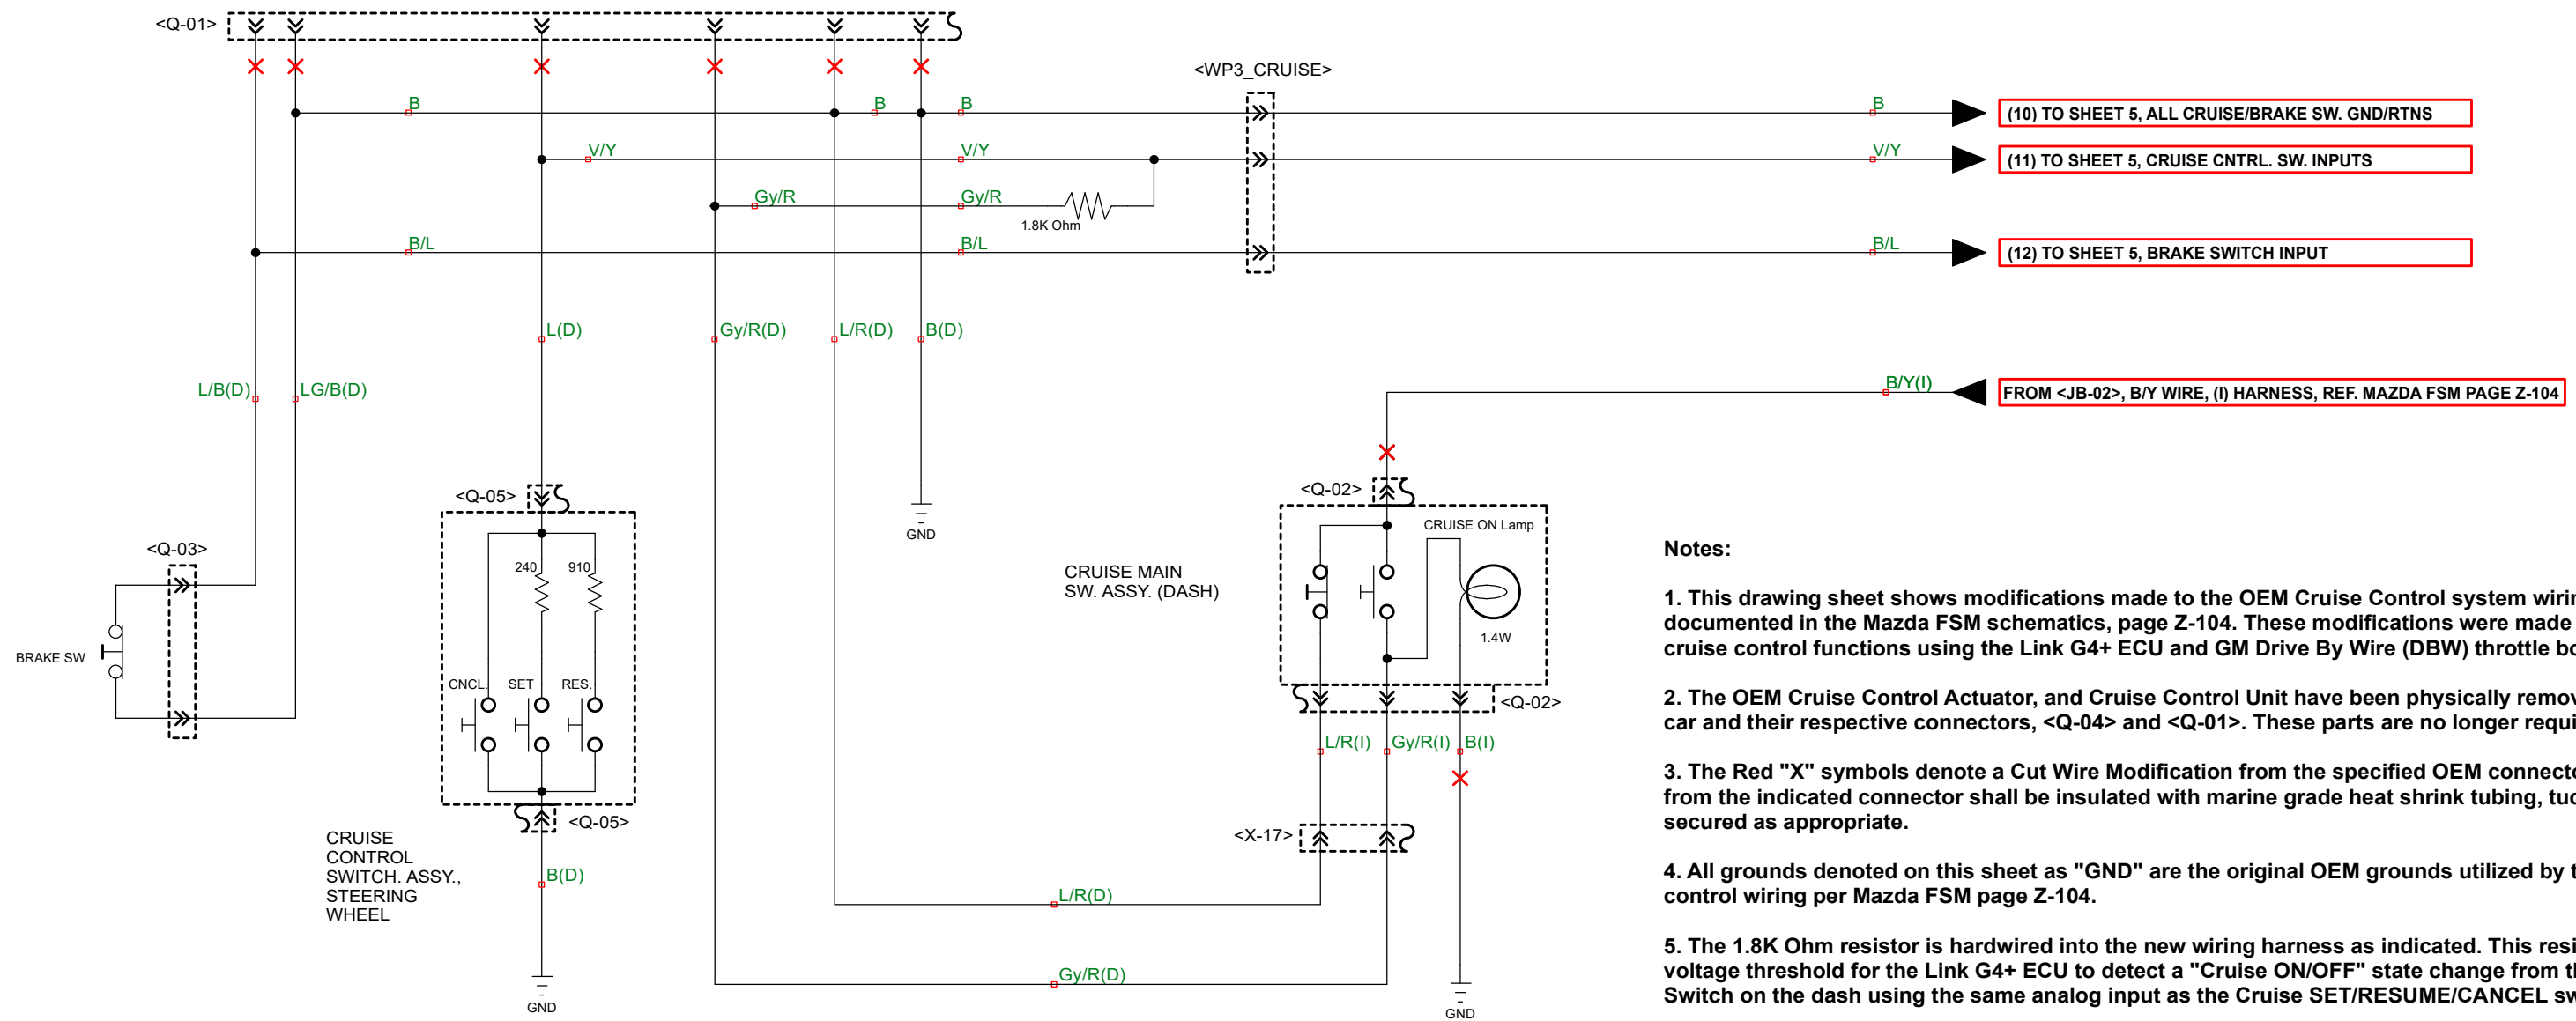 <Q-01>
<WP3_CRUISE>
B
B
B
B
(10) TO SHEET 5, ALL CRUISE/BRAKE SW. GND/RTNS
V/Y
V/Y
V/Y
(11) TO SHEET 5, CRUISE CNTRL. SW. INPUTS
Gy/R
Gy/R
1.8K Ohm
B/L
B/L
B/L
(12) TO SHEET 5, BRAKE SWITCH INPUT
L(D)
Gy/R(D)
L/R(D)
B(D)
L/B(D)
LG/B(D)
B/Y(I)
FROM <JB-02>, B/Y WIRE, (I) HARNESS, REF. MAZDA FSM PAGE Z-104
<Q-05>
<Q-02>
GND
CRUISE ON Lamp
<Q-03>
240
910
CRUISE MAIN
SW. ASSY. (DASH)
1.4W
BRAKE SW
CNCL.
SET
RES.
<Q-02>
L/R(I)
Gy/R(I)
B(I)
<Q-05>
<X-17>
CRUISE
CONTROL
SWITCH. ASSY.,
STEERING
WHEEL
B(D)
L/R(D)
Gy/R(D)
GND
GND
Notes:
1. This drawing sheet shows modifications made to the OEM Cruise Control system
documented in the Mazda FSM schematics, page Z-104. These modifications were made
cruise control functions using the Link G4+ ECU and GM Drive By Wire (DBW) throttle
2. The OEM Cruise Control Actuator, and Cruise Control Unit have been physically
car and their respective connectors, <Q-04> and <Q-01>. These parts are no longer
3. The Red "X" symbols denote a Cut Wire Modification from the specified OEM
from the indicated connector shall be insulated with marine grade heat shrink tubing,
secured as appropriate.
4. All grounds denoted on this sheet as "GND" are the original OEM grounds utilized by
control wiring per Mazda FSM page Z-104.
5. The 1.8K Ohm resistor is hardwired into the new wiring harness as indicated. This
voltage threshold for the Link G4+ ECU to detect a "Cruise ON/OFF" state change from
Switch on the dash using the same analog input as the Cruise SET/RESUME/CANCEL